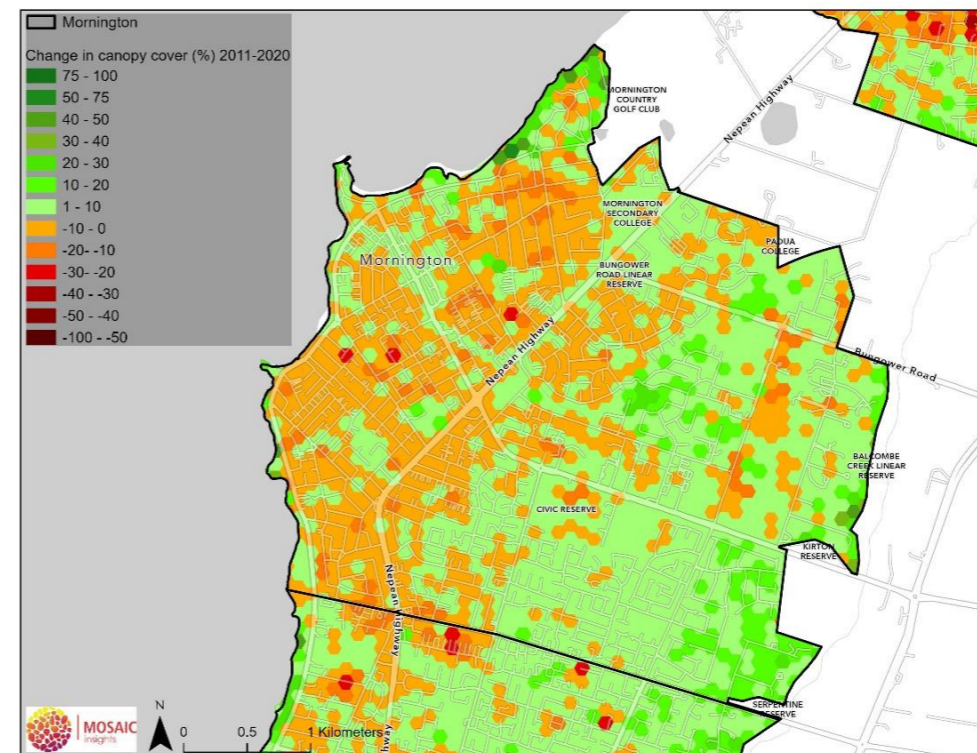 Mornington
Change in canopy cover (%) 2011-2020
75 - 100
50 - 75
40 - 50
30 - 40
20 - 30
10 - 20
1 - 10
-10 - 0
-20 - -10
-30 - -20
-40 - -30
-50 - -40
-100 - -50
MORNINGTON
COUNTRY
GOLF CLUB
Nepean Highway
MORNINGTON
SECONDARY
COLLEGE
PADUA
COLLEGE
Mornington
BUNGOWER
ROAD LINEAR
RESERVE
Nepean Highway
Bungower Road
BALCOMBE
CREEK LINEAR
RESERVE
CIVIC RESERVE
KIRTON
RESERVE
Nepean Highway
SERPENTINE
RESERVE
hway
MOSAIC
insights
N
0 0.5 1 Kilometers